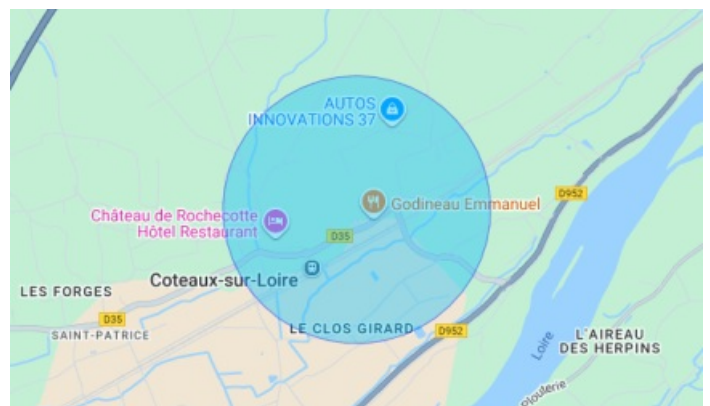 AUTOS
INNOVATIONS 37
Godineau Emmanuel
D952
Château de Rochecotte
Hôtel Restaurant
D35
Coteaux-sur-Loire
LES FORGES
D35
SAINT-PATRICE
LE CLOS GIRARD
D952
Loire
L'AIREAU
DES HERPINS